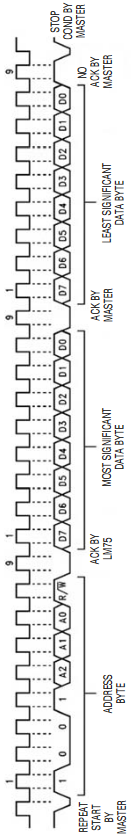 1 9 1 9 1 9
1 0 0 1 A2 A1 A0 R/W̅ D7 D6 D5 D4 D3 D2 D1 D0 D7 D6 D5 D4 D3 D2 D1 D0
REPEAT
START
BY
MASTER
ADDRESS
BYTE
ACK BY
LM75
MOST SIGNIFICANT
DATA BYTE
ACK BY
MASTER
LEAST SIGNIFICANT
DATA BYTE
NO
ACK BY
MASTER
STOP
COND BY
MASTER